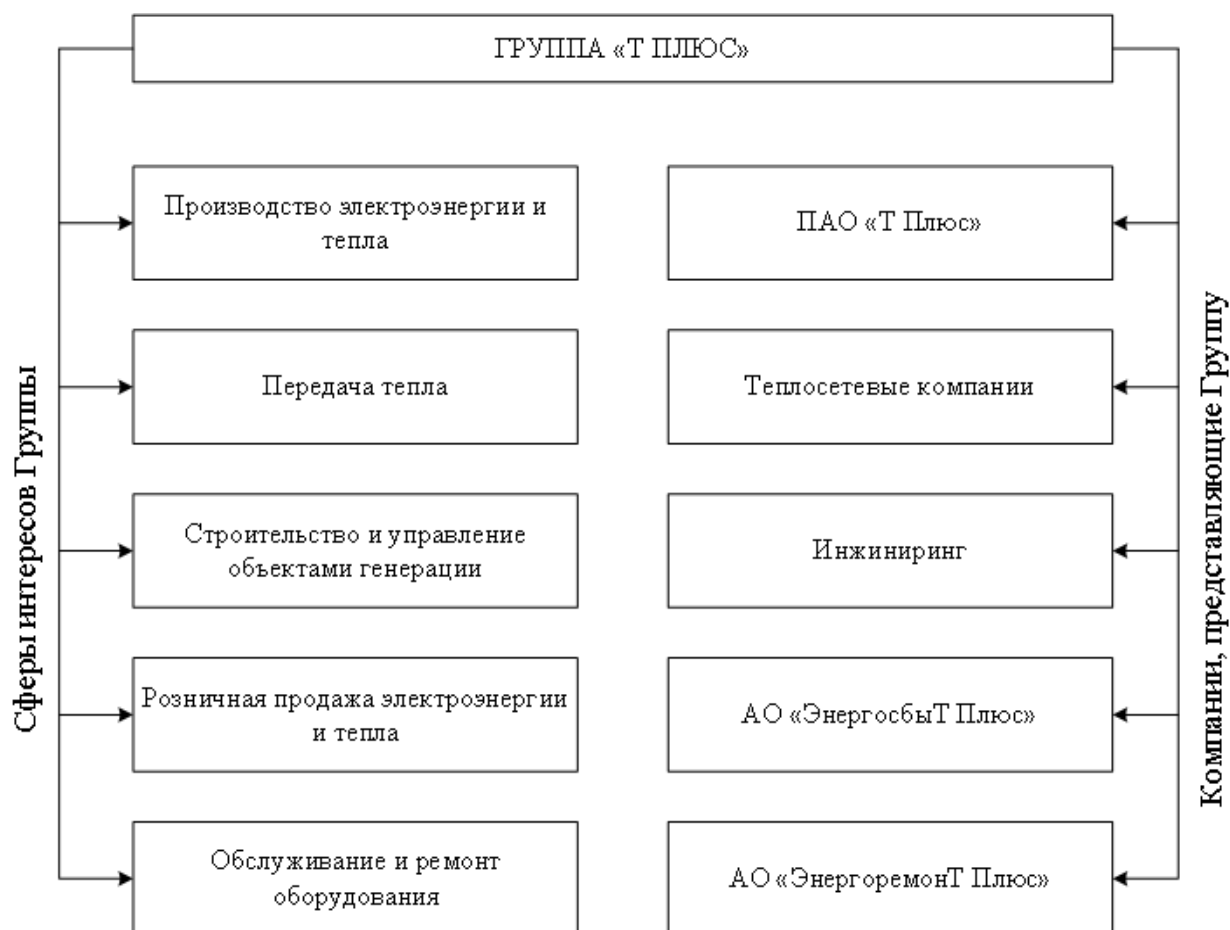 ГРУППА «Т ПЛЮС»
Сферы интересов Группы
Производство электроэнергии и
тепла
ПАО «Т Плюс»
Передача тепла
Теплосетевые компании
Строительство и управление
объектами генерации
Инжиниринг
Розничная продажа электроэнергии
и тепла
АО «ЭнергосбыТ Плюс»
Обслуживание и ремонт
оборудования
АО «ЭнергоремонТ Плюс»
Компании, представляющие Группу